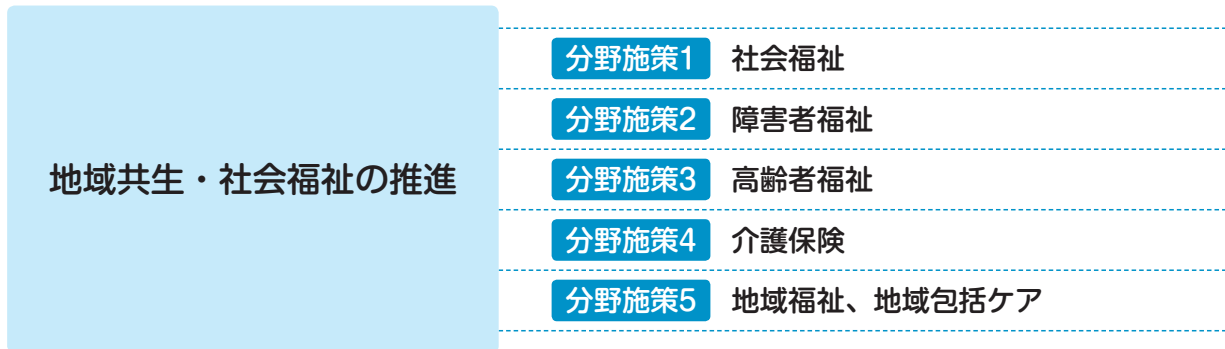 地域共生・社会福祉の推進
分野施策1 社会福祉
分野施策2 障害者福祉
分野施策3 高齢者福祉
分野施策4 介護保険
分野施策5 地域福祉、地域包括ケア